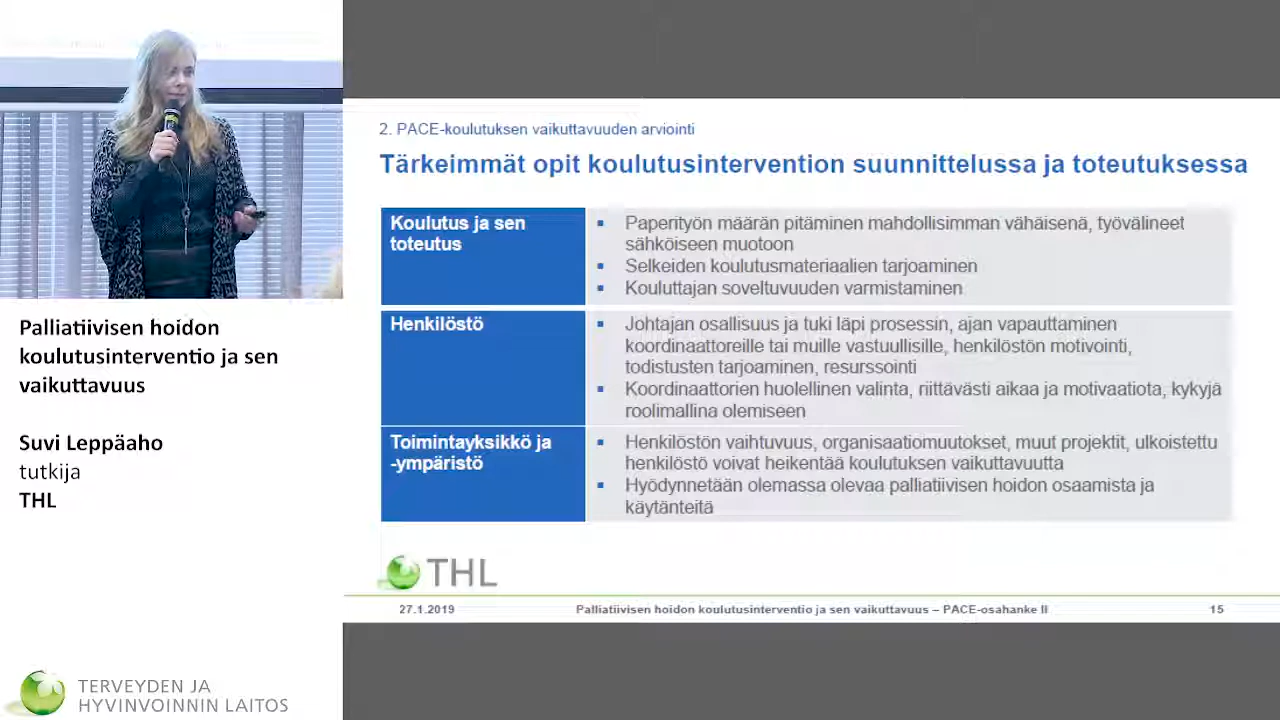 Palliatiivisen hoidon
koulutusinterventio ja sen
vaikuttavuus
Suvi Leppäaho
tutkija
THL
TERVEYDEN JA
HYVINVOINNIN LAITOS
2. PACE-koulutuksen vaikuttavuuden arviointi
Tärkeimmät opit koulutusintervention suunnittelussa ja toteutuksessa
Koulutus ja sen
toteutus
▪ Paperityön määrän pitäminen mahdollisimman vähäisenä, työvälineet
sähköiseen muotoon
▪ Selkeiden koulutusmateriaalien tarjoaminen
▪ Kouluttajan soveltuvuuden varmistaminen
Henkilöstö
▪ Johtajan osallisuus ja tuki läpi prosessin, ajan vapauttaminen
koordinaattoreille tai muille vastuullisille, henkilöstön motivointi,
todistusten tarjoaminen, resurssointi
▪ Koordinaattorien huolellinen valinta, riittävästi aikaa ja motivaatiota, kykyjä
roolimallina olemiseen
Toimintayksikkö ja
-ympäristö
▪ Henkilöstön vaihtuvuus, organisaatiomuutokset, muut projektit, ulkoistettu
henkilöstö voivat heikentää koulutuksen vaikuttavuutta
▪ Hyödynnetään olemassa olevaa palliatiivisen hoidon osaamista ja
käytänteitä
THL
27.1.2019 Palliatiivisen hoidon koulutusinterventio ja sen vaikuttavuus – PACE-osahanke II 15